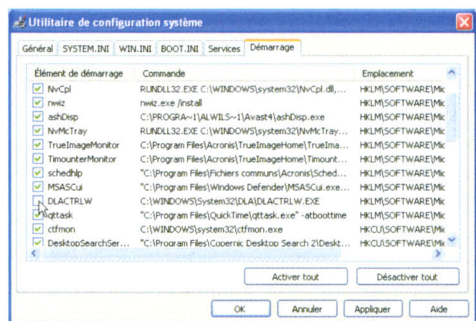 Utilitaire de configuration système
Général SYSTEM.INI WIN.INI BOOT.INI Services Démarrage
Élément de démarrage Commande Emplacement
NvCpl RUNDLL32.EXE C:\WINDOWS\system32\NvCpl.dll,... HKLM\SOFTWARE\Mic
nwiz nwiz.exe /install HKLM\SOFTWARE\Mic
ashDisp C:\PROGRA~1\ALWILS~1\Avast4\ashDisp.exe HKLM\SOFTWARE\Mic
NvMcTray RUNDLL32.EXE C:\WINDOWS\system32\NvMcTray... HKLM\SOFTWARE\Mic
TrueImageMonitor C:\Program Files\Acronis\TrueImageHome\TrueIma... HKLM\SOFTWARE\Mic
TimounterMonitor C:\Program Files\Acronis\TrueImageHome\Timount... HKLM\SOFTWARE\Mic
schedhlp "C:\Program Files\Fichiers communs\Acronis\Sched... HKLM\SOFTWARE\Mic
MSASCui "C:\Program Files\Windows Defender\MSASCui.exe... HKLM\SOFTWARE\Mic
DLACTRLW C:\WINDOWS\System32\DLA\DLACTRLW.EXE HKLM\SOFTWARE\Mic
qttask "C:\Program Files\QuickTime\qttask.exe" -atboottime HKLM\SOFTWARE\Mic
ctfmon C:\WINDOWS\system32\ctfmon.exe HKCU\SOFTWARE\Mic
DesktopSearchSer... "C:\Program Files\Copernic Desktop Search 2\Deskt... HKCU\SOFTWARE\Mic
Activer tout Désactiver tout
OK Annuler Appliquer Aide